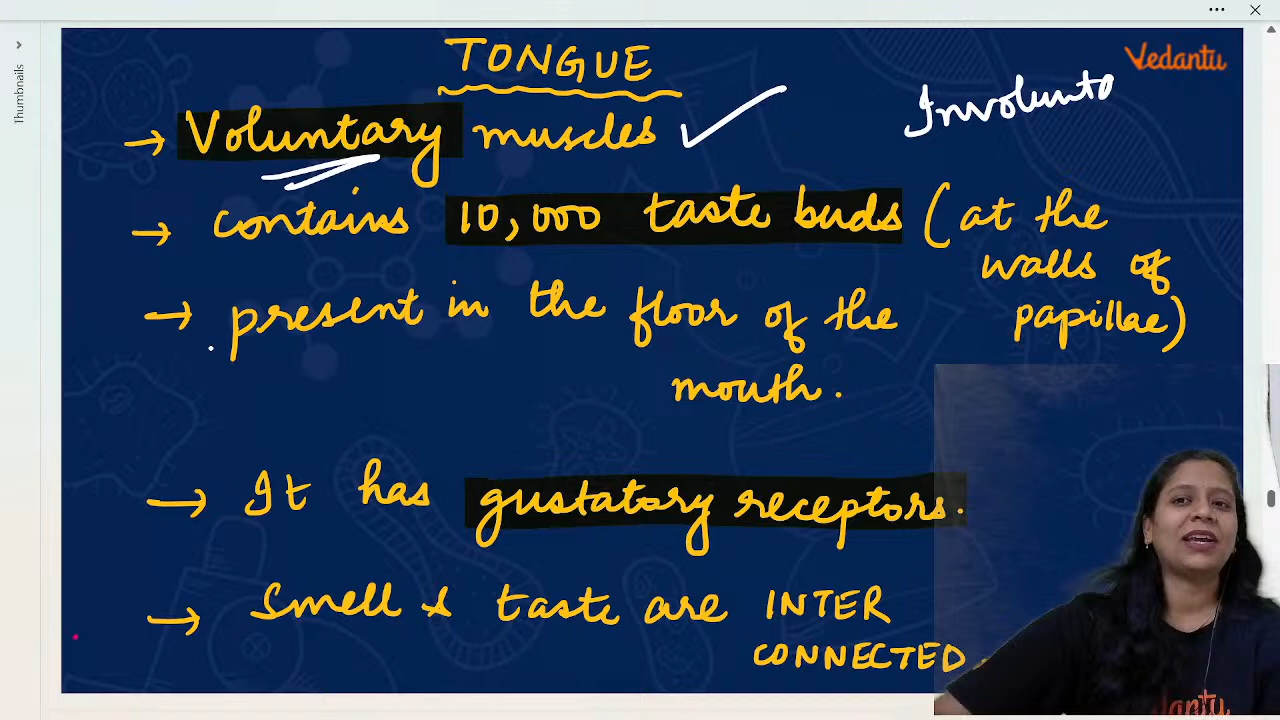 Thumbnails
TONGUE
Vedantu
Involunto
→ Voluntary muscles ✓
→ contains 10,000 taste buds (at the
walls of
papillae)
→ present in the floor of the
mouth.
→ It has gustatory receptors.
→ Smell & taste are INTER
CONNECTED